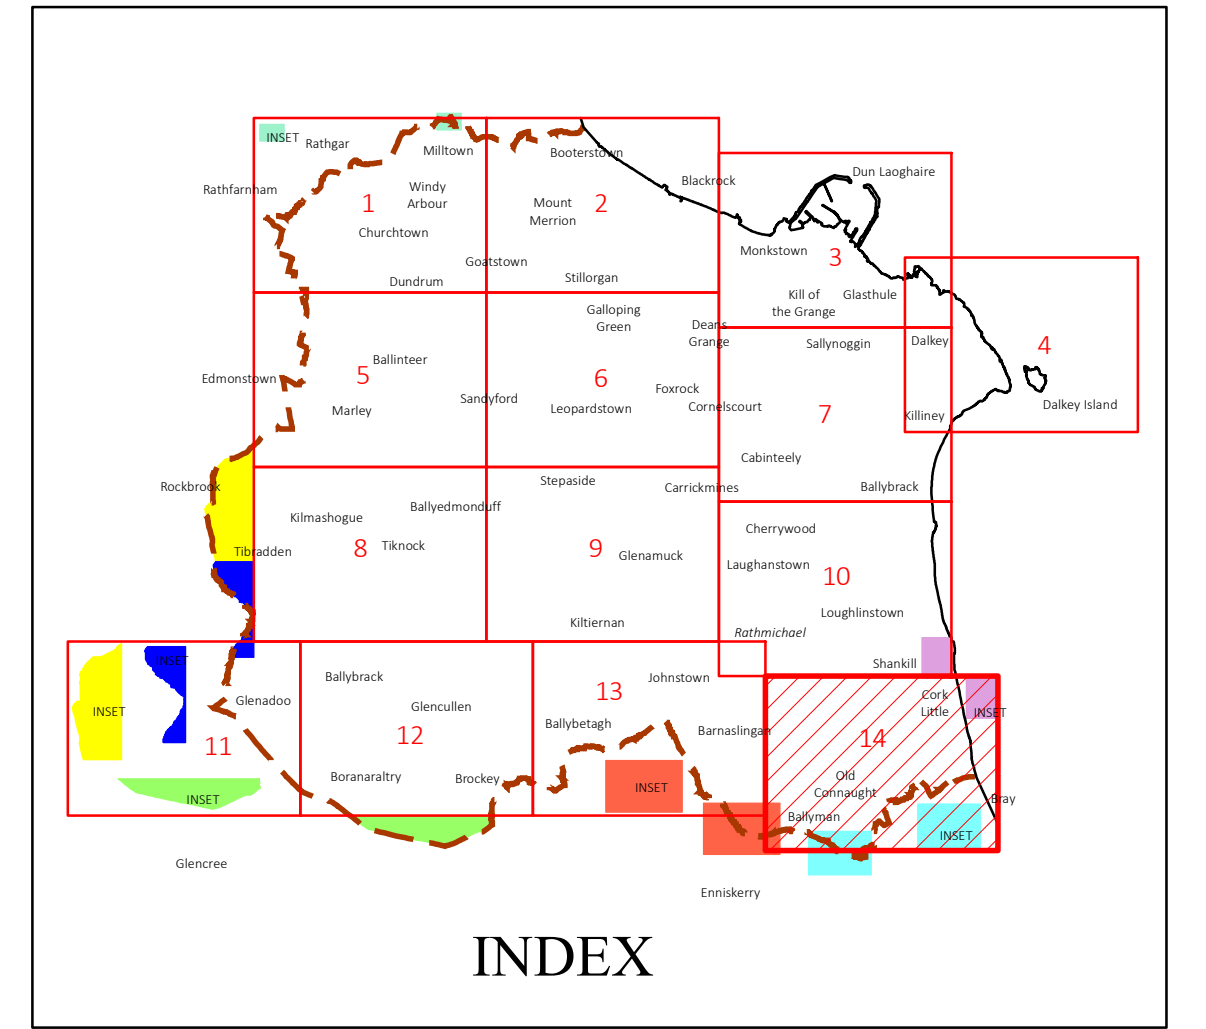 INSET
Rathgar
Milltown
Booterstown
Blackrock
Dun Laoghaire
Rathfarnham
1
Windy
Arbour
2
Mount
Merrion
Churchtown
Goatstown
Monkstown
3
Dundrum
Stillorgan
Kill of
the Grange
Glasthule
Galloping
Green
Deans
Grange
Sallynoggin
Dalkey
4
Ballinteer
Edmonstown
5
6
Foxrock
Sandyford
Marley
Leopardstown
Cornelscourt
7
Killiney
Dalkey Island
Cabinteely
Rockbrook
Stepaside
Carrickmines
Ballybrack
Kilmashogue
Ballyedmonduff
Cherrywood
Tibradden
8
Tiknock
9
Glenamuck
Laughanstown
10
Loughlinstown
Kiltiernan
Rathmichael
INSET
Shankill
Ballybrack
Johnstown
Glenadoo
13
Cork
Little
INSET
Glencullen
INSET
Ballybetagh
Barnaslingan
11
12
14
Boranaraltry
Brockey
Old
Connaught
INSET
INSET
Bray
Ballyman
INSET
Glencree
Enniskerry
INDEX